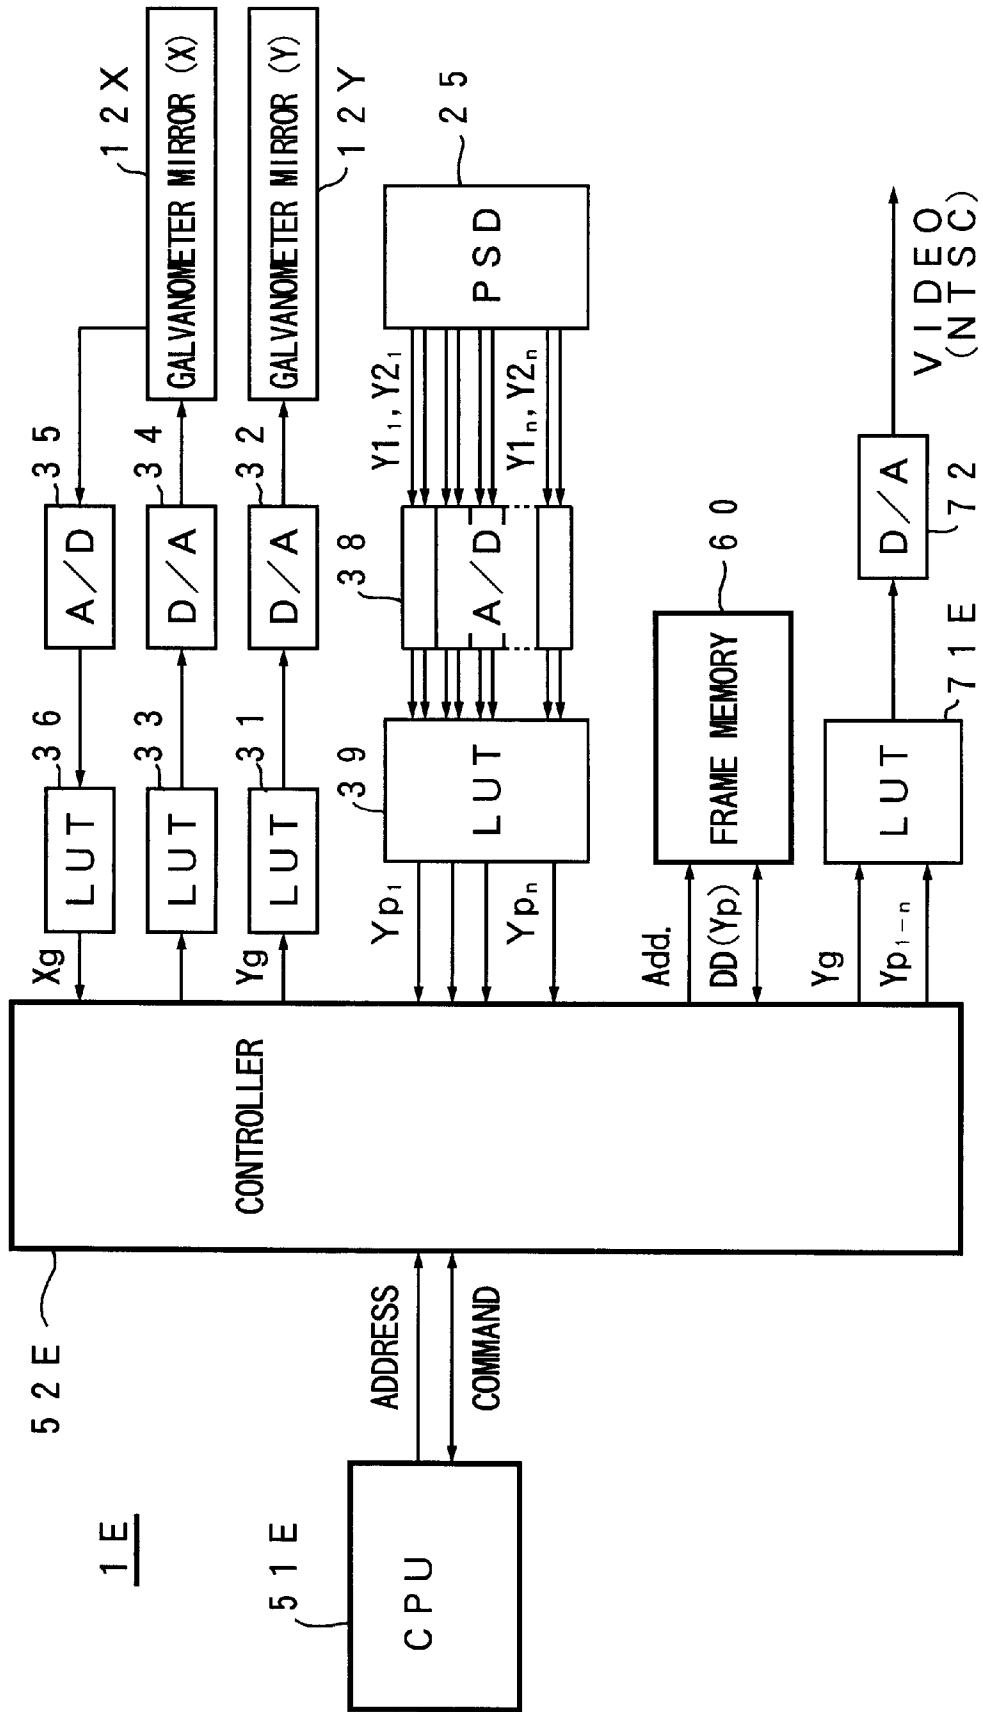 1E
51E
CPU
ADDRESS
COMMAND
52E
CONTROLLER
Xg
LUT
36
A/D
35
LUT
33
D/A
34
GALVANOMETER MIRROR (X)
12X
Yg
LUT
31
D/A
32
GALVANOMETER MIRROR (Y)
12Y
Yp₁
Ypₙ
LUT
39
A/D
38
Y1₁, Y2₁
Y1ₙ, Y2ₙ
PSD
25
Add.
DD(Yp)
FRAME MEMORY
60
Yg
Yp₁₋ₙ
LUT
71E
D/A
72
VIDEO
(NTSC)